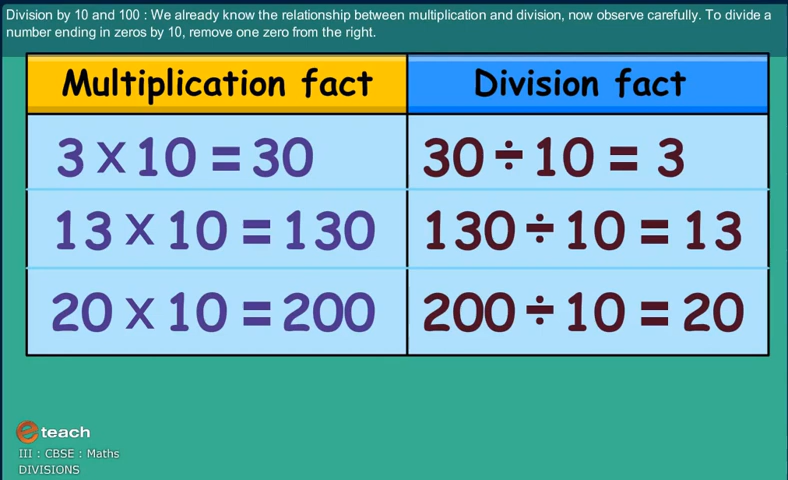 Division by 10 and 100 : We already know the relationship between multiplication and division, now observe carefully. To divide a
number ending in zeros by 10, remove one zero from the right.
Multiplication fact Division fact
3 x 10 = 30 30 ÷ 10 = 3
13 x 10 = 130 130 ÷ 10 = 13
20 x 10 = 200 200 ÷ 10 = 20
e teach
III : CBSE : Maths
DIVISIONS